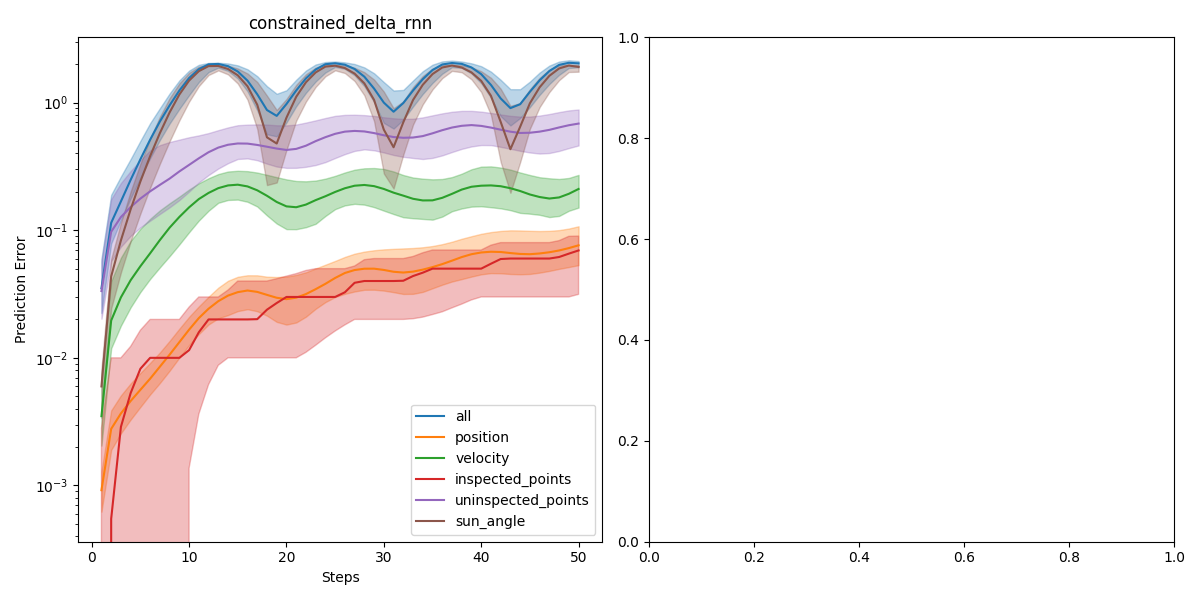 constrained_delta_rnn
Prediction Error
10⁰
10⁻¹
10⁻²
10⁻³
0 10 20 30 40 50
Steps
all
position
velocity
inspected_points
uninspected_points
sun_angle
1.0
0.8
0.6
0.4
0.2
0.0
0.0 0.2 0.4 0.6 0.8 1.0